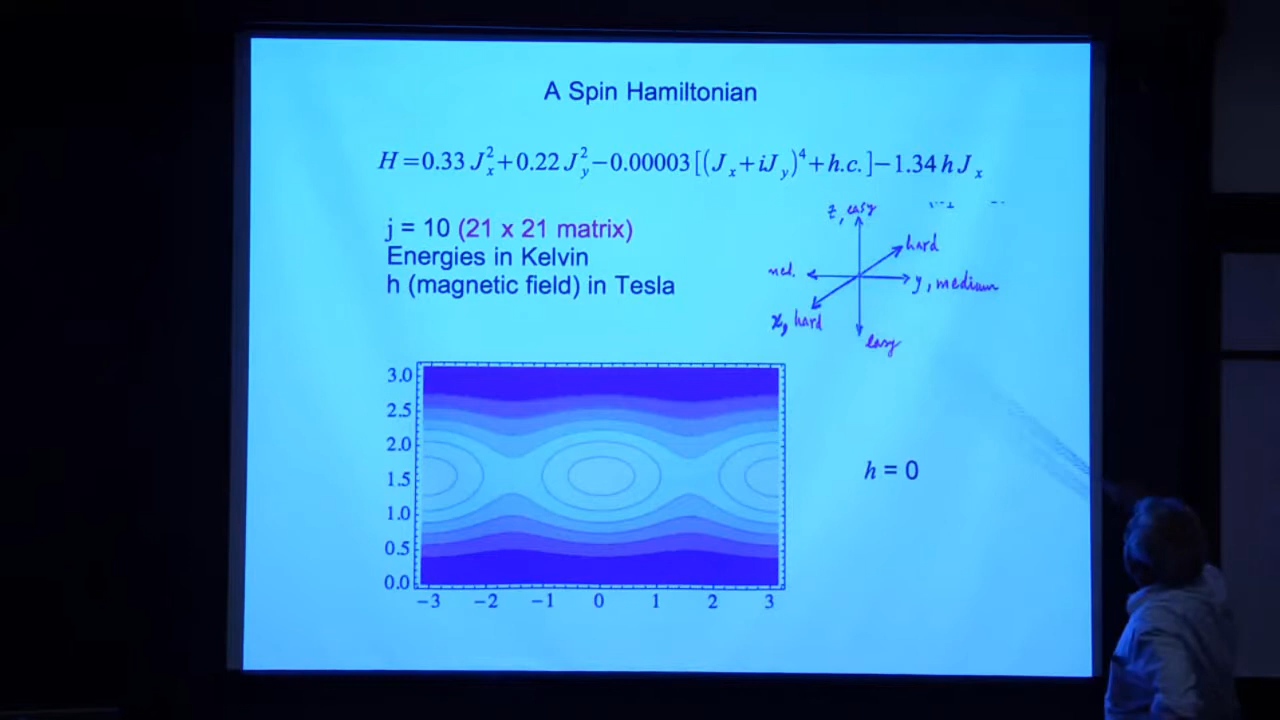 A Spin Hamiltonian
H=0.33 J_x^2+0.22 J_y^2−0.00003[(J_x+iJ_y)^4+h.c.]−1.34 h J_x
j = 10 (21 x 21 matrix)
Energies in Kelvin
h (magnetic field) in Tesla
z, easy
hard
med.
y, medium
x, hard
easy
3.0
2.5
2.0
1.5
1.0
0.5
0.0
−3 −2 −1 0 1 2 3
h = 0